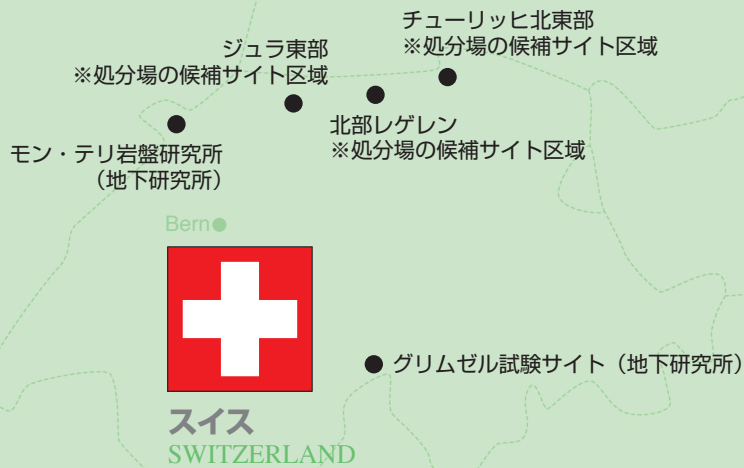 チューリッヒ北東部
※処分場の候補サイト区域
ジュラ東部
※処分場の候補サイト区域
北部レゲレン
※処分場の候補サイト区域
モン・テリ岩盤研究所
（地下研究所）
Bern
グリムゼル試験サイト（地下研究所）
スイス
SWITZERLAND